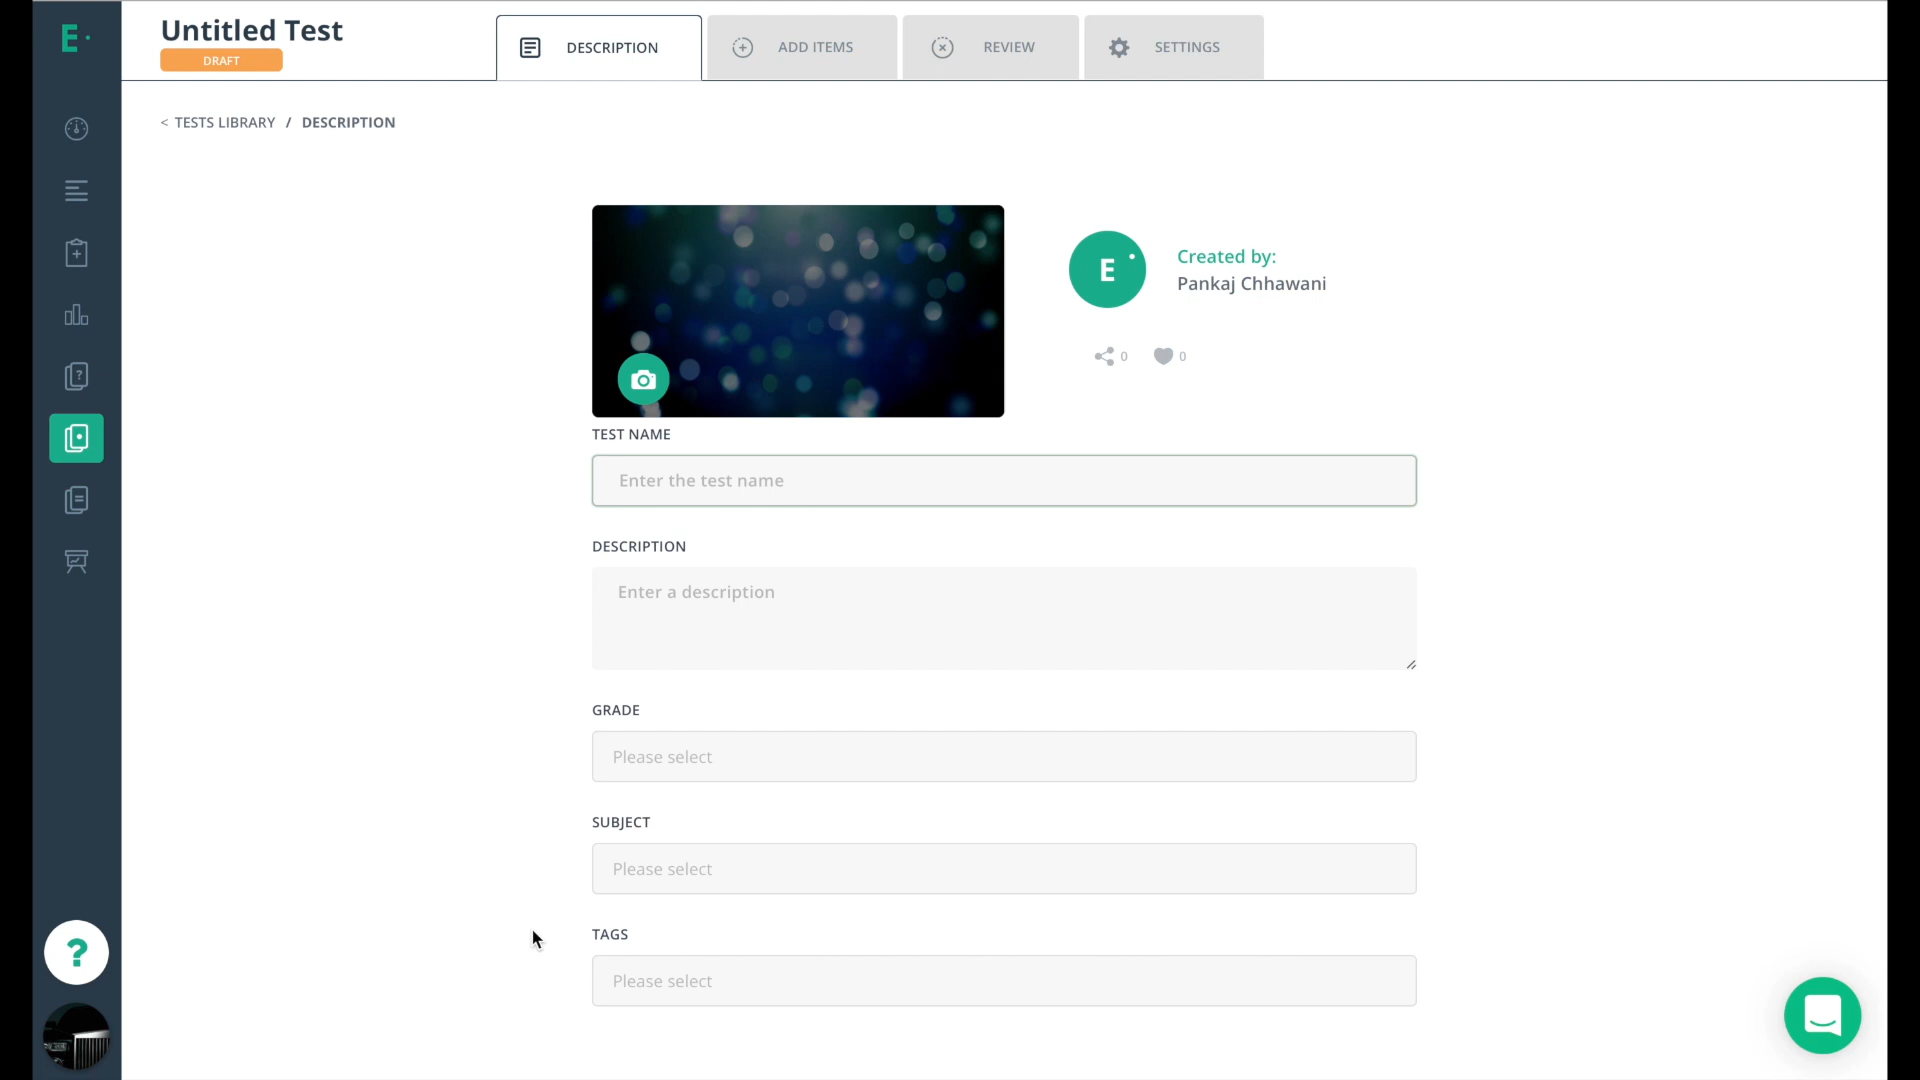 E
Untitled Test
DRAFT
DESCRIPTION
ADD ITEMS
REVIEW
SETTINGS
< TESTS LIBRARY / DESCRIPTION
E
Created by:
Pankaj Chhawani
0
0
TEST NAME
Enter the test name
DESCRIPTION
Enter a description
GRADE
Please select
SUBJECT
Please select
TAGS
Please select
?